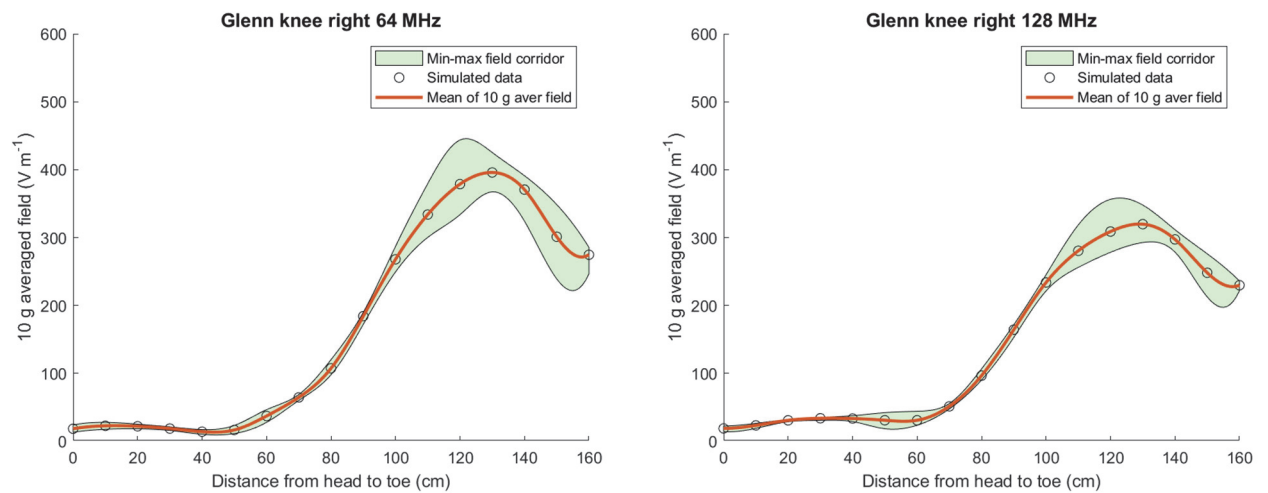 Glenn knee right 64 MHz
600
500
400
300
200
100
0
10 g averaged field (V m-1)
Min-max field corridor
Simulated data
Mean of 10 g aver field
0 20 40 60 80 100 120 140 160
Distance from head to toe (cm)
Glenn knee right 128 MHz
600
500
400
300
200
100
0
10 g averaged field (V m-1)
Min-max field corridor
Simulated data
Mean of 10 g aver field
0 20 40 60 80 100 120 140 160
Distance from head to toe (cm)